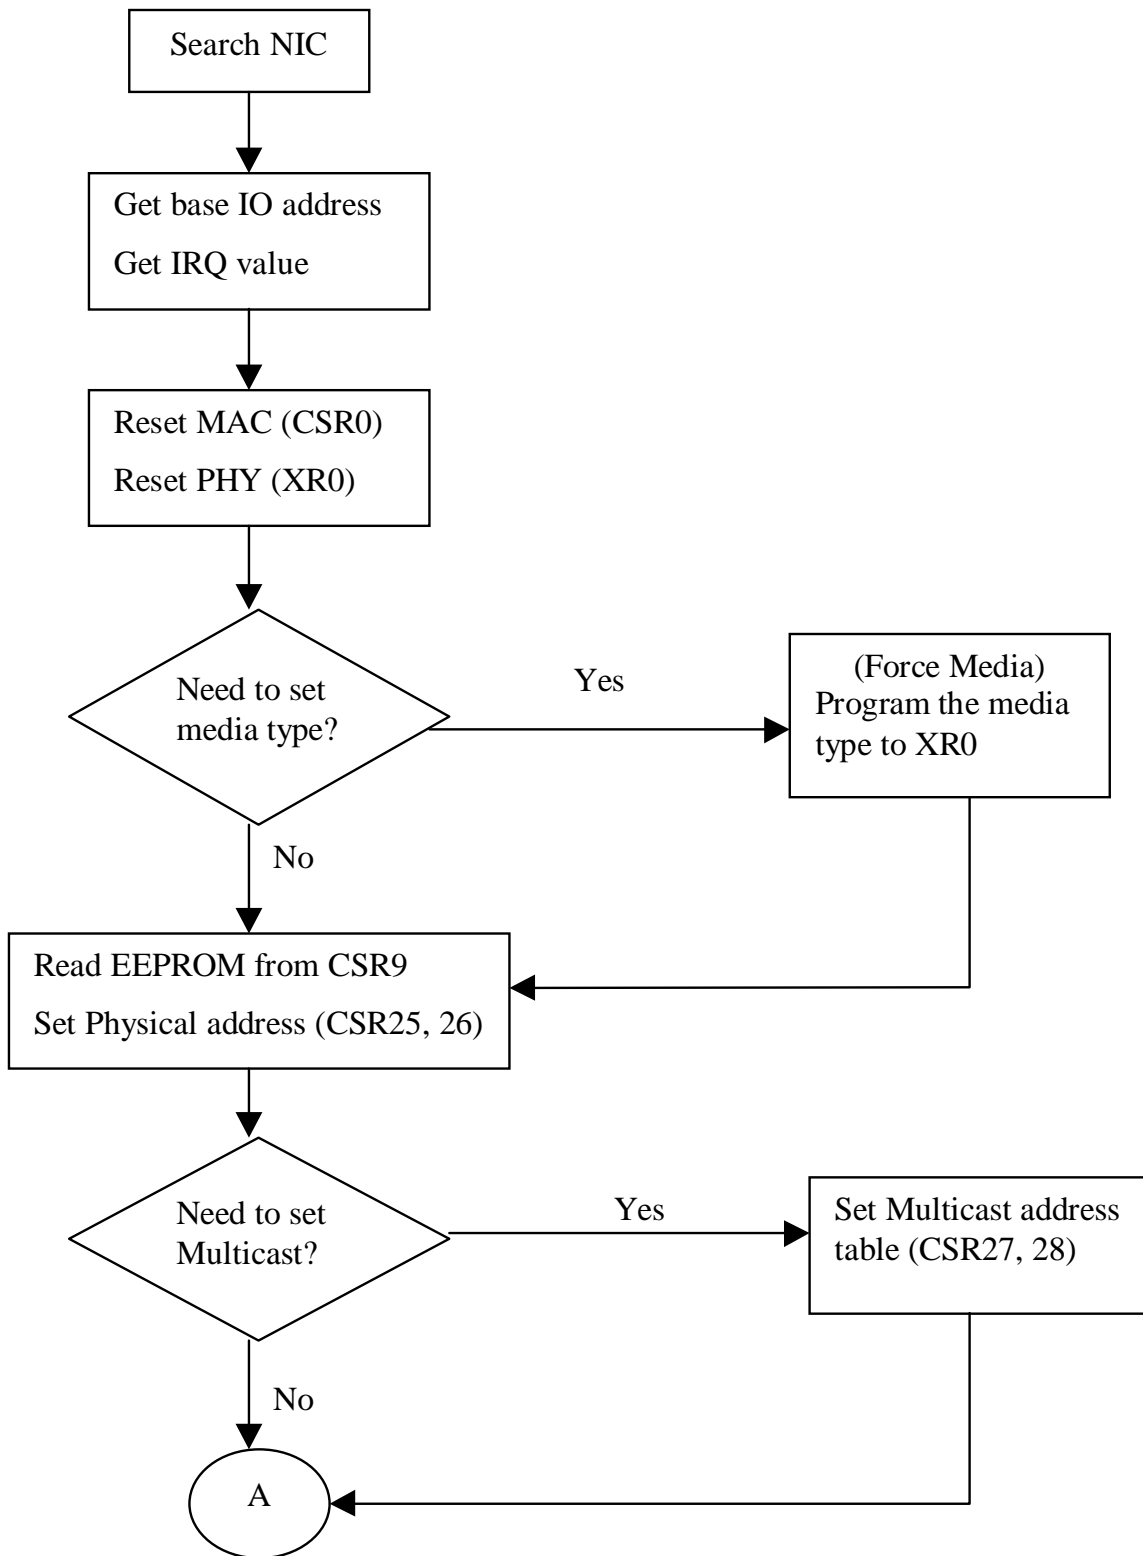 Search NIC
Get base IO address
Get IRQ value
Reset MAC (CSR0)
Reset PHY (XR0)
Need to set
media type?
Yes
(Force Media)
Program the media
type to XR0
No
Read EEPROM from CSR9
Set Physical address (CSR25, 26)
Need to set
Multicast?
Yes
Set Multicast address
table (CSR27, 28)
No
A